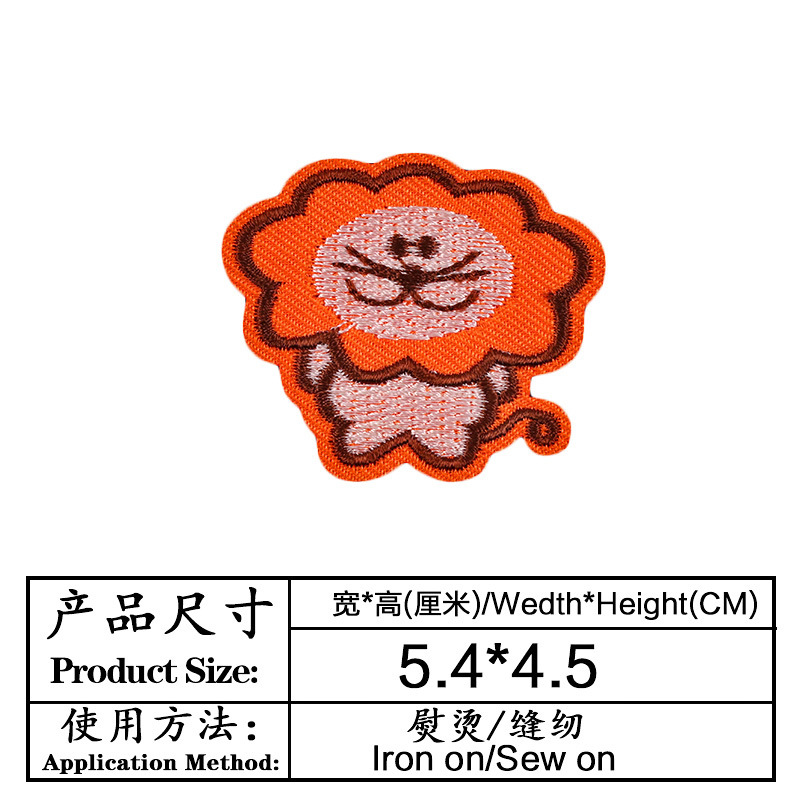 产品尺寸
Product Size:
宽*高(厘米)/Wedth*Height(CM)
5.4*4.5
使用方法:
Application Method:
熨烫/缝纫
Iron on/Sew on